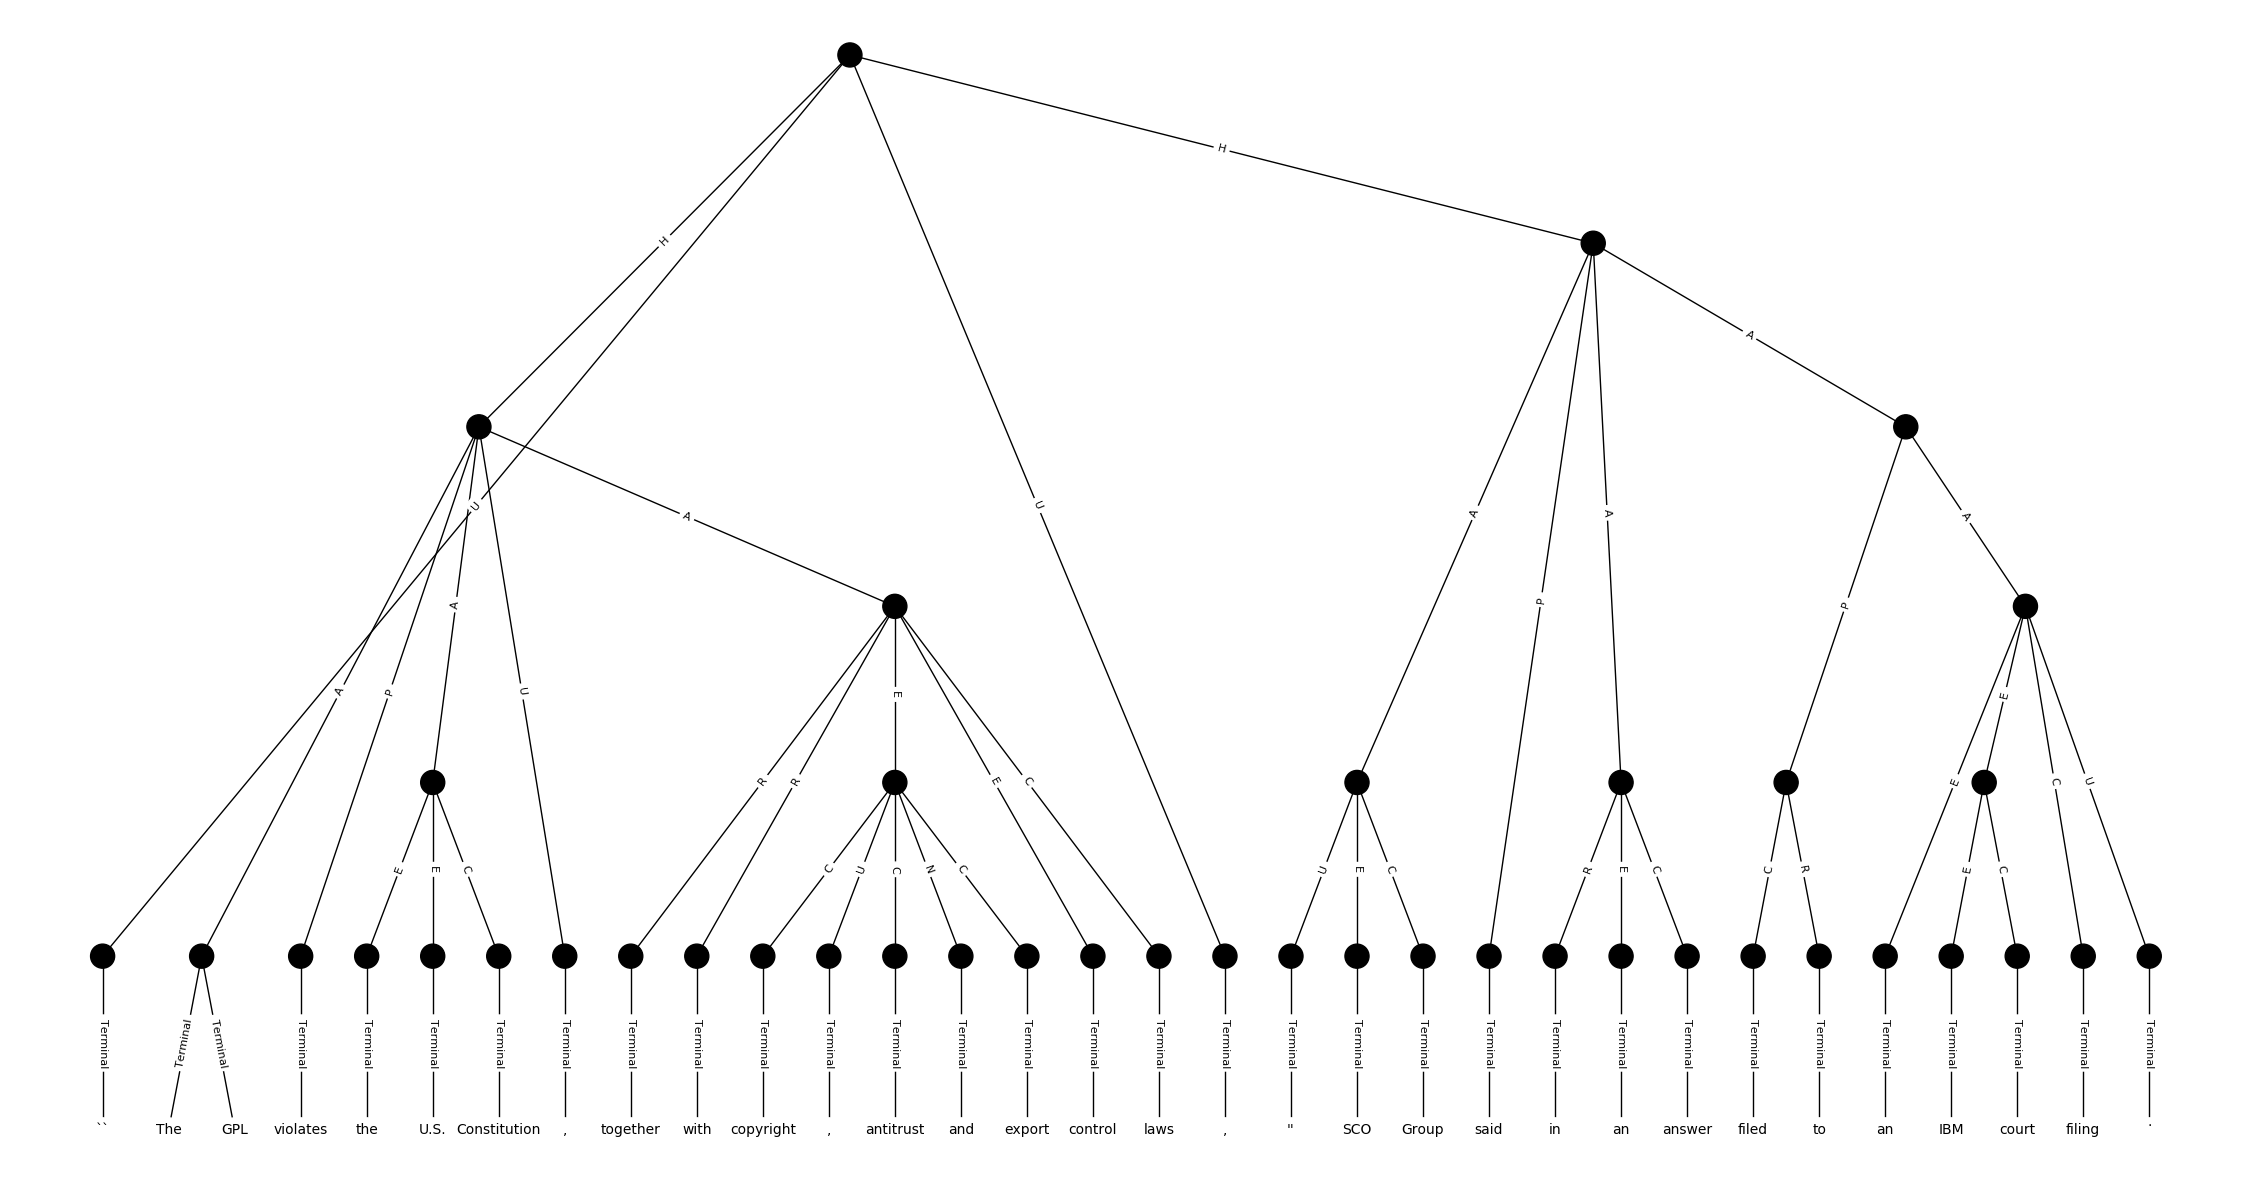 H
H
A
U
U
A
A
A
P
A
A
P
A
P
A
U
E
E
R
R
E
C
E
C
U
E
E
C
C
U
C
N
C
U
E
C
R
E
C
C
R
E
C
Terminal Terminal Terminal Terminal Terminal Terminal Terminal Terminal Terminal Terminal Terminal Terminal Terminal Terminal Terminal Terminal Terminal Terminal Terminal Terminal Terminal Terminal Terminal Terminal Terminal Terminal Terminal Terminal Terminal Terminal Terminal Terminal
`` The GPL violates the U.S. Constitution , together with copyright , antitrust and export control laws , " SCO Group said in an answer filed to an IBM court filing .